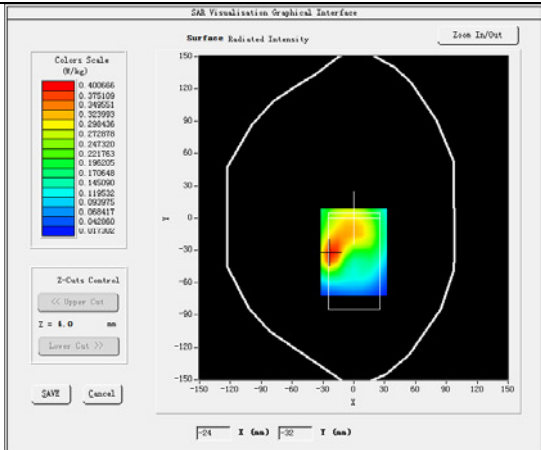 SAR Visualisation Graphical Interface
Surface Radiated Intensity
Zoom In/Out
Colors Scale
(W/kg)
0.400666
0.375109
0.349551
0.323993
0.298436
0.272878
0.247320
0.221763
0.196205
0.170648
0.145090
0.119532
0.093975
0.068417
0.042860
0.017302
Z-Cuts Control
<< Upper Cut
Z = 4.0 mm
Lower Cut >>
SAVE
Cancel
150
120
90
60
30
0
-30
-60
-90
-120
-150
Y
-150 -120 -90 -60 -30 0 30 60 90 120 150
X
-24 X (mm) -32 Y (mm)